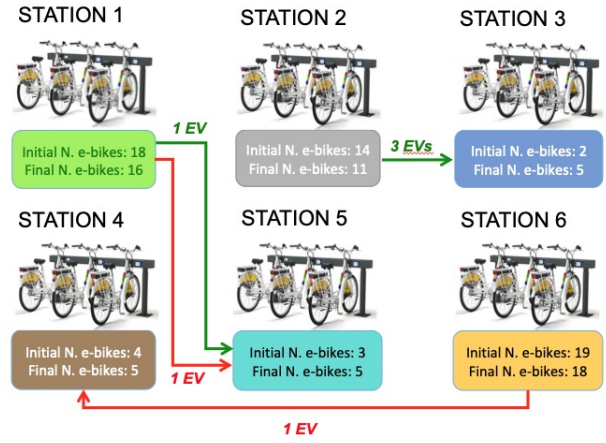 STATION 1
STATION 2
STATION 3
1 EV
Initial N. e-bikes: 18
Final N. e-bikes: 16
Initial N. e-bikes: 14
Final N. e-bikes: 11
3 EVs
Initial N. e-bikes: 2
Final N. e-bikes: 5
STATION 4
STATION 5
STATION 6
Initial N. e-bikes: 4
Final N. e-bikes: 5
1 EV
Initial N. e-bikes: 3
Final N. e-bikes: 5
Initial N. e-bikes: 19
Final N. e-bikes: 18
1 EV